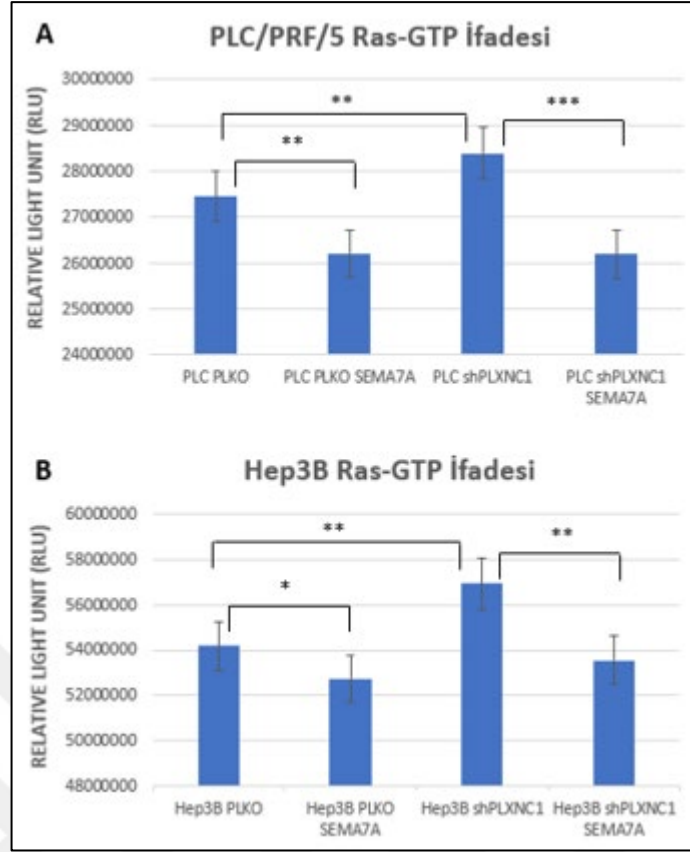 A
PLC/PRF/5 Ras-GTP İfadesi
RELATIVE LIGHT UNIT (RLU)
30000000
29000000
28000000
27000000
26000000
25000000
24000000
**
***
**
PLC PLKO
PLC PLKO SEMA7A
PLC shPLXNC1
PLC shPLXNC1
SEMA7A
B
Hep3B Ras-GTP İfadesi
RELATIVE LIGHT UNIT (RLU)
60000000
58000000
56000000
54000000
52000000
50000000
48000000
**
**
*
Hep3B PLKO
Hep3B PLKO
SEMA7A
Hep3B shPLXNC1
Hep3B shPLXNC1
SEMA7A